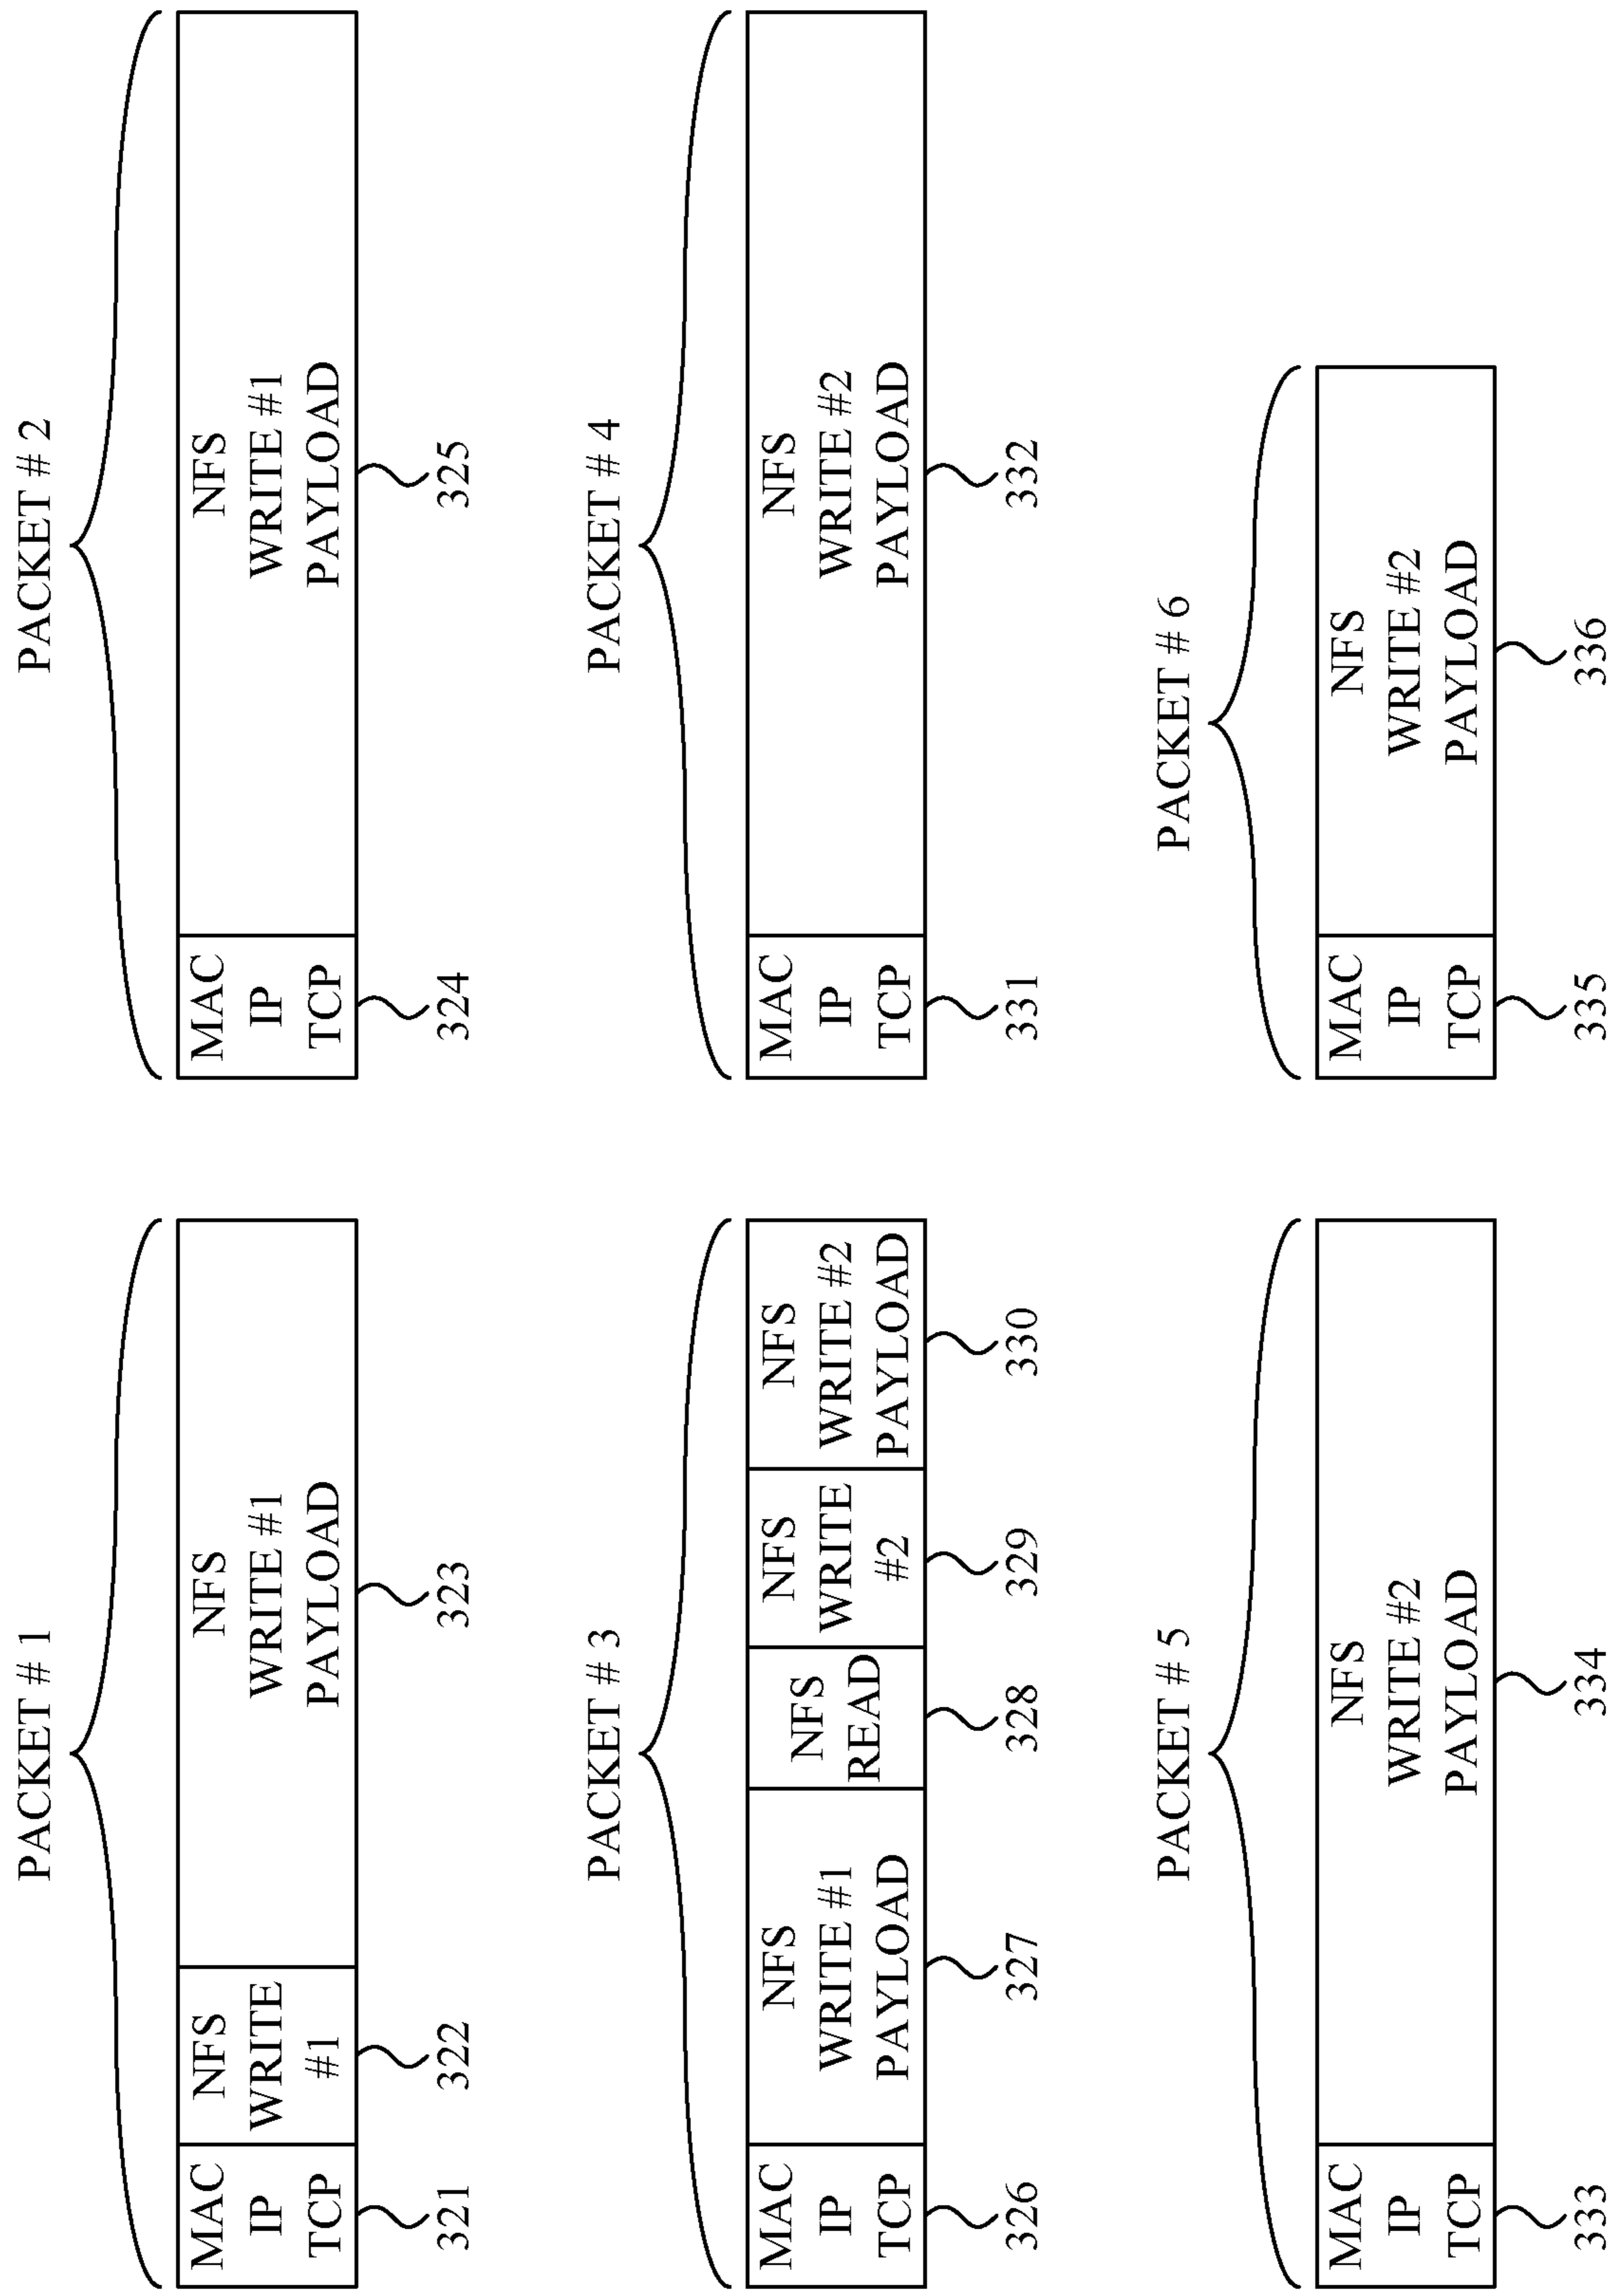 PACKET # 1
MAC
IP
TCP
321
NFS
WRITE
#1
322
NFS
WRITE #1
PAYLOAD
323
PACKET # 2
MAC
IP
TCP
324
NFS
WRITE #1
PAYLOAD
325
PACKET # 3
MAC
IP
TCP
326
NFS
WRITE #1
PAYLOAD
327
NFS
READ
328
NFS
WRITE
#2
329
NFS
WRITE #2
PAYLOAD
330
PACKET # 4
MAC
IP
TCP
331
NFS
WRITE #2
PAYLOAD
332
PACKET # 5
MAC
IP
TCP
333
NFS
WRITE #2
PAYLOAD
334
PACKET # 6
MAC
IP
TCP
335
NFS
WRITE #2
PAYLOAD
336